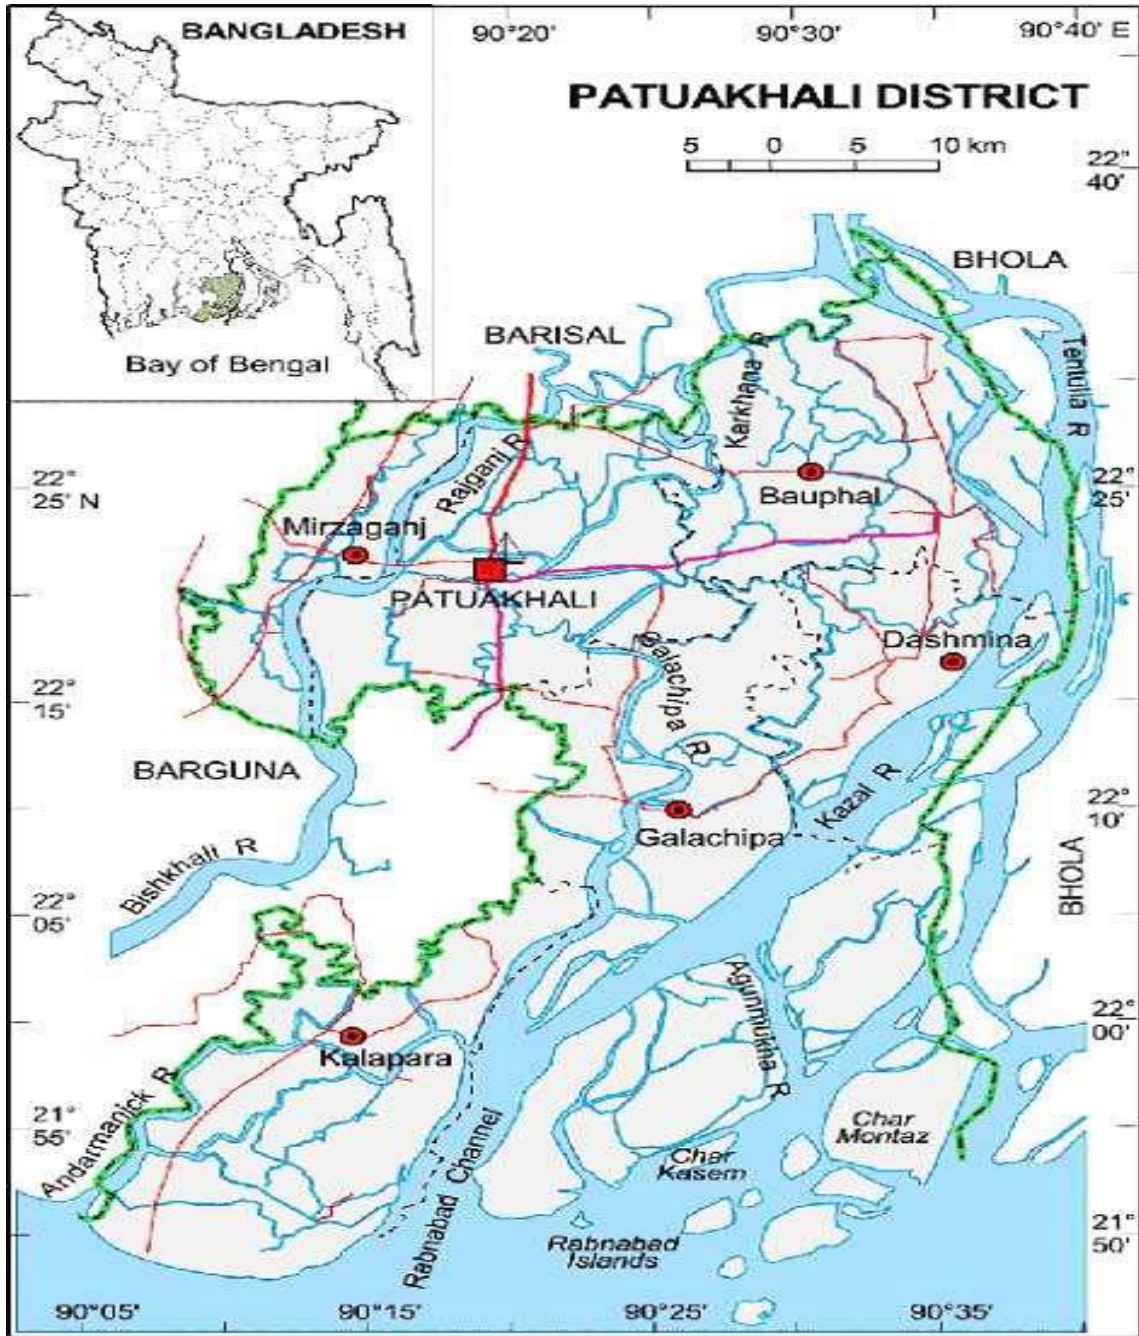 BANGLADESH
Bay of Bengal
90°20'
90°30'
90°40' E
PATUAKHALI DISTRICT
5 0 5 10 km
22°
40'
BHOLA
BARISAL
Tentulia R
Karkhana R
Rajganj R
22°
25' N
Bauphal
22°
25'
Mirzaganj
PATUAKHALI
Dashmina
Galachipa R
22°
15'
BARGUNA
Kazal R
22°
10'
Galachipa
Bishkhali R
BHOLA
22°
05'
Agunmukha R
22°
00'
Kalapara
Andarmanick R
21°
55'
Char
Montaz
Char
Kasem
Rabnabad Channel
Rabnabad
Islands
21°
50'
90°05'
90°15'
90°25'
90°35'